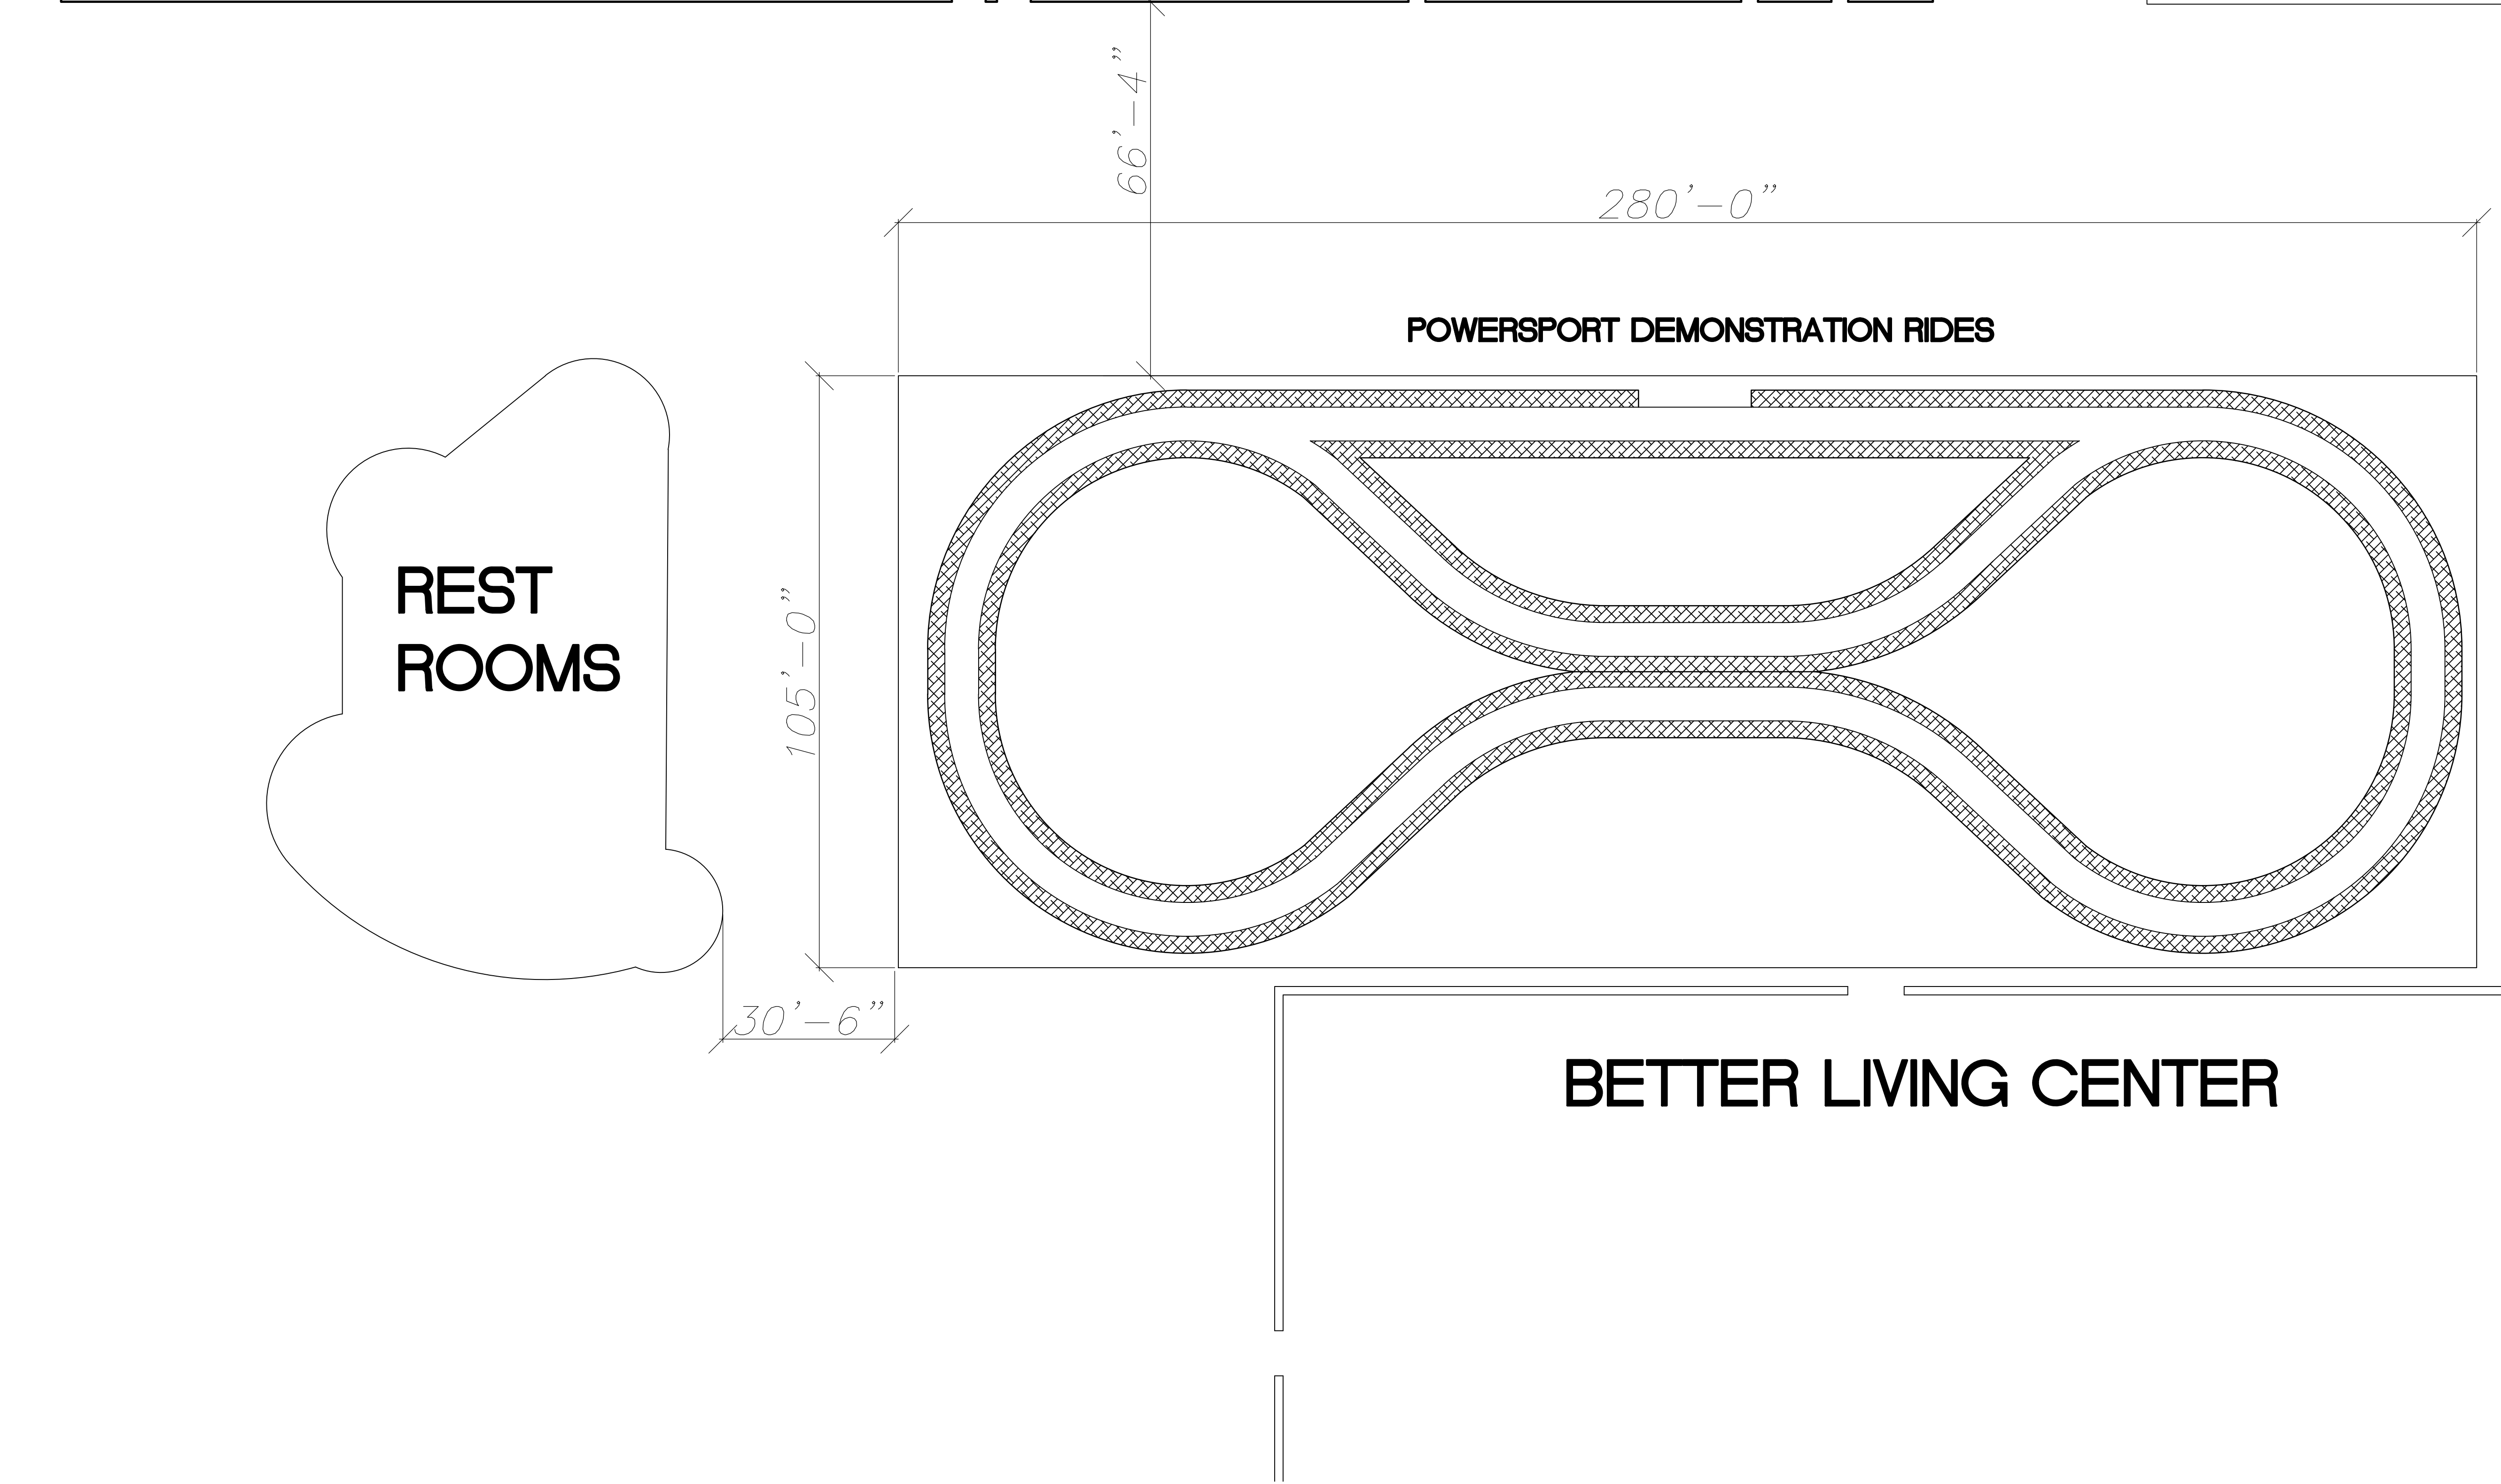 66'-4"
280'-0"
POWERSPORT DEMONSTRATION RIDES
REST
ROOMS
105'-0"
30'-6"
BETTER LIVING CENTER